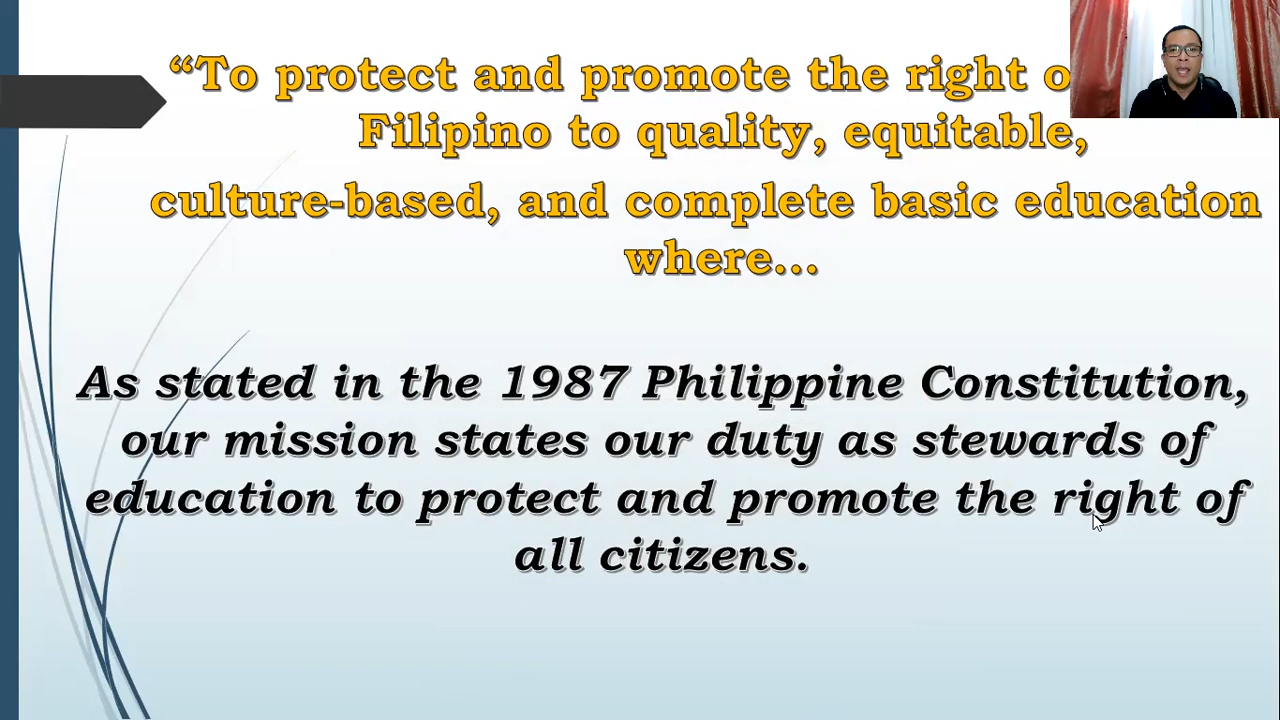 “To protect and promote the right
Filipino to quality, equitable,
culture-based, and complete basic education
where...
As stated in the 1987 Philippine Constitution,
our mission states our duty as stewards of
education to protect and promote the right of
all citizens.